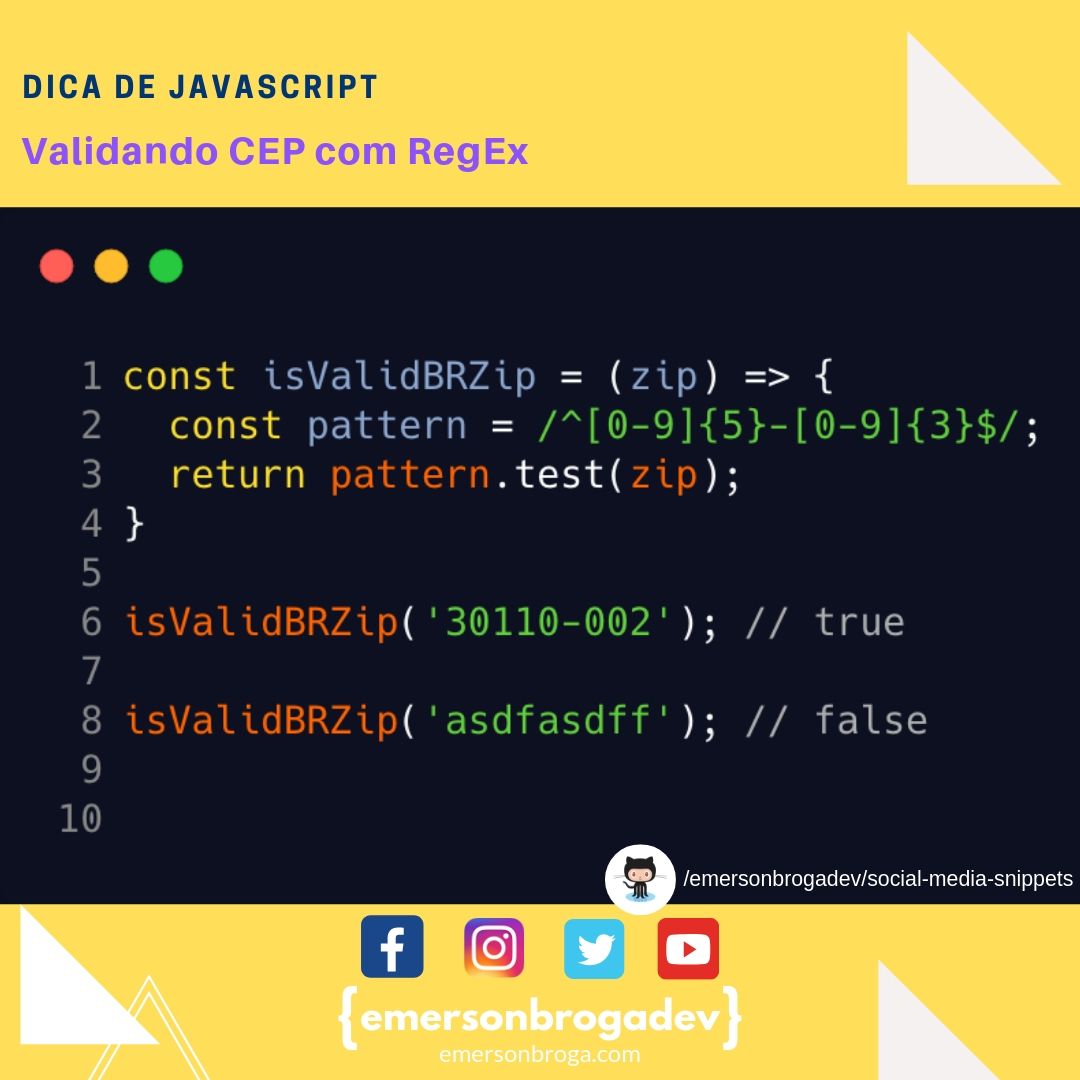 DICA DE JAVASCRIPT
Validando CEP com RegEx
1 const isValidBRZip = (zip) => {
2   const pattern = /^[0-9]{5}-[0-9]{3}$/;
3   return pattern.test(zip);
4 }
5
6 isValidBRZip('30110-002'); // true
7
8 isValidBRZip('asdfasdff'); // false
9
10
/emersonbrogadev/social-media-snippets
{emersonbrogadev}
emersonbroga.com